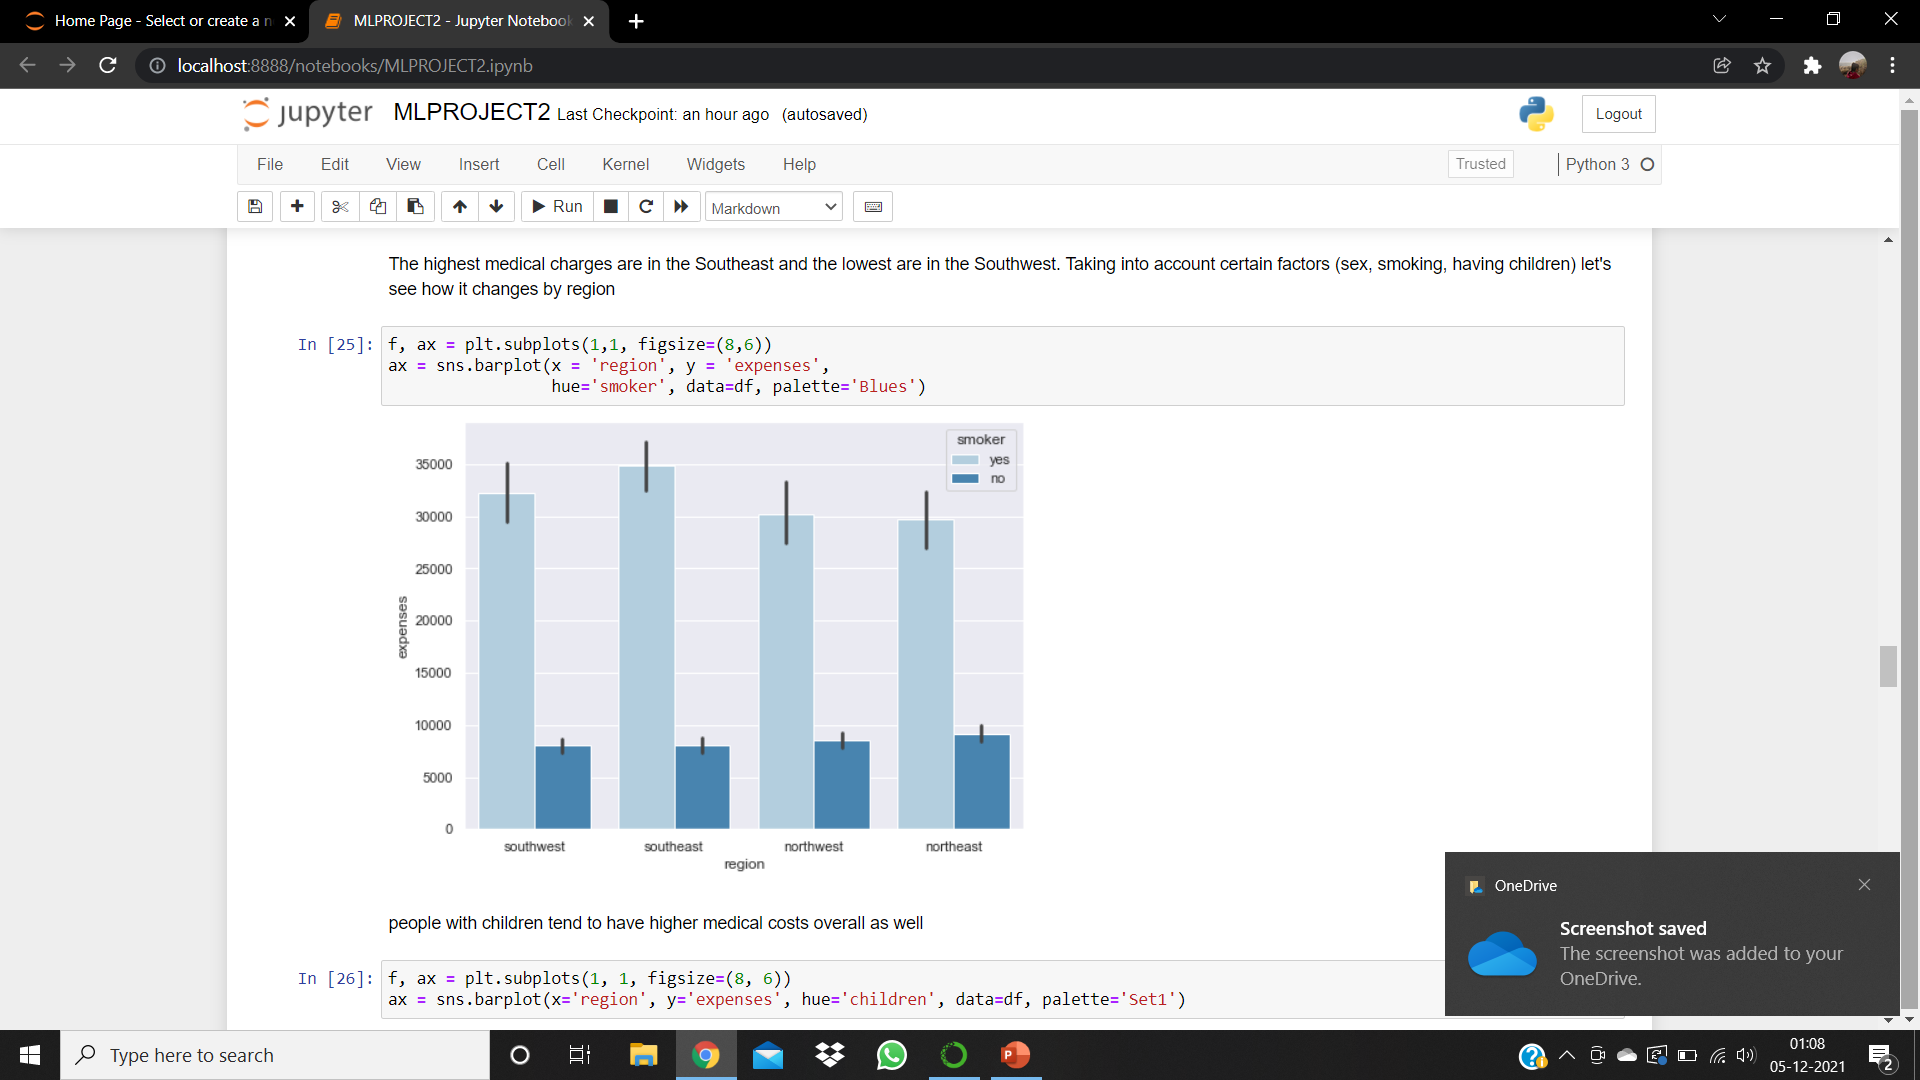 Home Page - Select or create a n
MLPROJECT2 - Jupyter Notebook
localhost:8888/notebooks/MLPROJECT2.ipynb
jupyter MLPROJECT2 Last Checkpoint: an hour ago (autosaved)
Logout
File Edit View Insert Cell Kernel Widgets Help
Trusted
Python 3
Run
Markdown
The highest medical charges are in the Southeast and the lowest are in the Southwest. Taking into account certain factors (sex, smoking, having children) let's
see how it changes by region
In [25]: f, ax = plt.subplots(1,1, figsize=(8,6))
ax = sns.barplot(x = 'region', y = 'expenses',
hue='smoker', data=df, palette='Blues')
smoker
yes
no
35000
30000
25000
20000
15000
10000
5000
0
expenses
southwest southeast northwest northeast
region
people with children tend to have higher medical costs overall as well
In [26]: f, ax = plt.subplots(1, 1, figsize=(8, 6))
ax = sns.barplot(x='region', y='expenses', hue='children', data=df, palette='Set1')
OneDrive
Screenshot saved
The screenshot was added to your
OneDrive.
Type here to search
01:08
05-12-2021
2